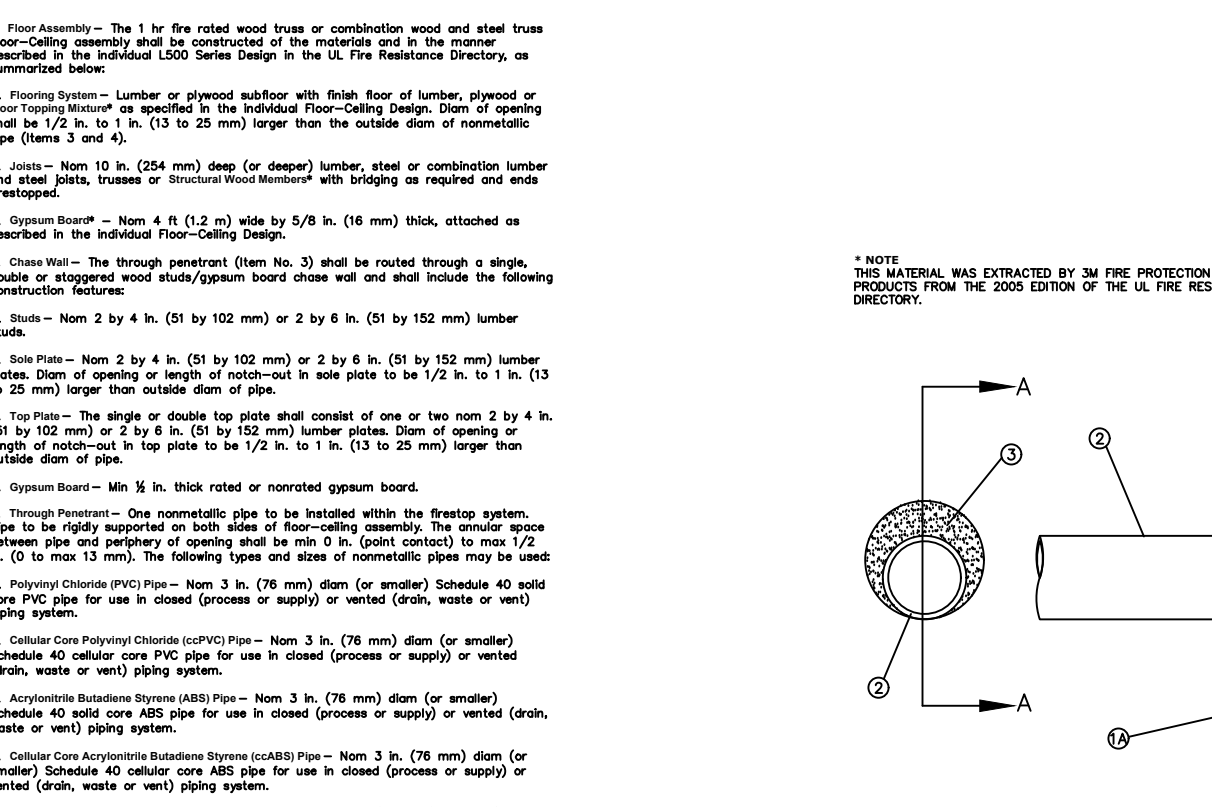 Floor Assembly – The 1 hr fire rated wood truss or combination wood and steel truss
oor–Ceiling assembly shall be constructed of the materials and in the manner
escribed in the individual L500 Series Design in the UL Fire Resistance Directory, as
ummarized below:
. Flooring System – Lumber or plywood subfloor with finish floor of lumber, plywood or
oor Topping Mixture* as specified in the individual Floor–Ceiling Design. Diam of opening
hall be 1/2 in. to 1 in. (13 to 25 mm) larger than the outside diam of nonmetallic
pe (Items 3 and 4).
. Joists – Nom 10 in. (254 mm) deep (or deeper) lumber, steel or combination lumber
nd steel joists, trusses or Structural Wood Members* with bridging as required and ends
restopped.
. Gypsum Board* – Nom 4 ft (1.2 m) wide by 5/8 in. (16 mm) thick, attached as
escribed in the individual Floor–Ceiling Design.
. Chase Wall – The through penetrant (Item No. 3) shall be routed through a single,
ouble or staggered wood studs/gypsum board chase wall and shall include the following
onstruction features:
. Studs – Nom 2 by 4 in. (51 by 102 mm) or 2 by 6 in. (51 by 152 mm) lumber
uds.
. Sole Plate – Nom 2 by 4 in. (51 by 102 mm) or 2 by 6 in. (51 by 152 mm) lumber
ates. Diam of opening or length of notch–out in sole plate to be 1/2 in. to 1 in. (13
o 25 mm) larger than outside diam of pipe.
. Top Plate – The single or double top plate shall consist of one or two nom 2 by 4 in.
51 by 102 mm) or 2 by 6 in. (51 by 152 mm) lumber plates. Diam of opening or
ngth of notch–out in top plate to be 1/2 in. to 1 in. (13 to 25 mm) larger than
utside diam of pipe.
. Gypsum Board – Min ½ in. thick rated or nonrated gypsum board.
. Through Penetrant – One nonmetallic pipe to be installed within the firestop system.
ipe to be rigidly supported on both sides of floor–ceiling assembly. The annular space
etween pipe and periphery of opening shall be min 0 in. (point contact) to max 1/2
. (0 to max 13 mm). The following types and sizes of nonmetallic pipes may be used:
. Polyvinyl Chloride (PVC) Pipe – Nom 3 in. (76 mm) diam (or smaller) Schedule 40 solid
ore PVC pipe for use in closed (process or supply) or vented (drain, waste or vent)
ping system.
. Cellular Core Polyvinyl Chloride (ccPVC) Pipe – Nom 3 in. (76 mm) diam (or smaller)
chedule 40 cellular core PVC pipe for use in closed (process or supply) or vented
drain, waste or vent) piping system.
. Acrylonitrile Butadiene Styrene (ABS) Pipe – Nom 3 in. (76 mm) diam (or smaller)
chedule 40 solid core ABS pipe for use in closed (process or supply) or vented (drain,
aste or vent) piping system.
. Cellular Core Acrylonitrile Butadiene Styrene (ccABS) Pipe – Nom 3 in. (76 mm) diam (or
maller) Schedule 40 cellular core ABS pipe for use in closed (process or supply) or
ented (drain, waste or vent) piping system.
* NOTE
THIS MATERIAL WAS EXTRACTED BY 3M FIRE PROTECTION
PRODUCTS FROM THE 2005 EDITION OF THE UL FIRE RES
DIRECTORY.
A
2
3
2
A
1A